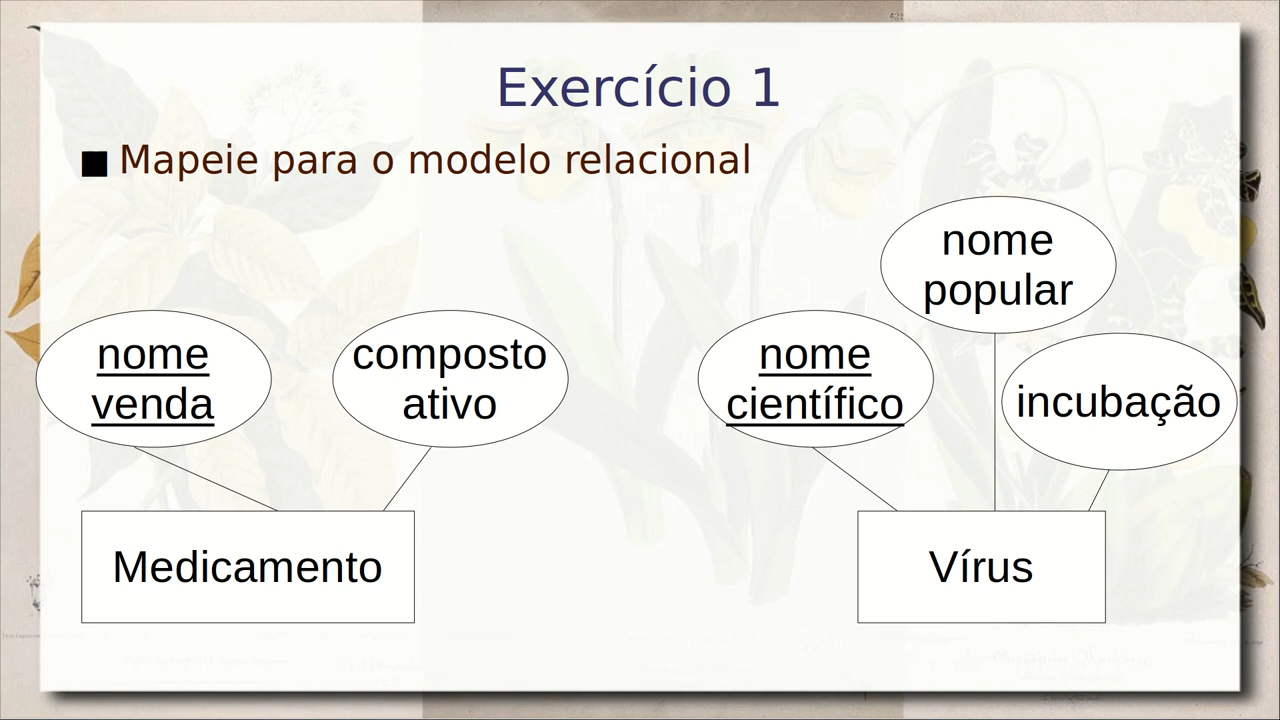 Exercício 1
Mapeie para o modelo relacional
nome
popular
nome
venda
composto
ativo
nome
científico
incubação
Medicamento
Vírus